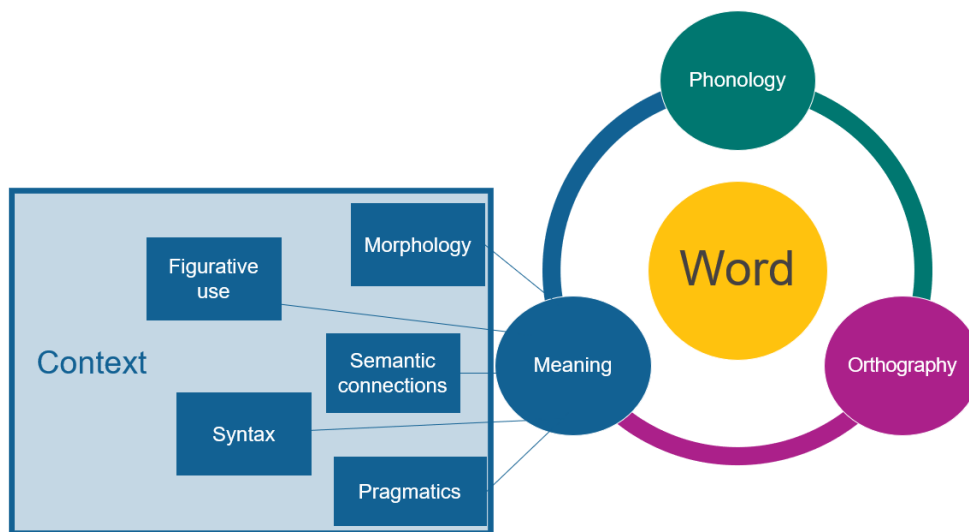 Phonology
Word
Morphology
Figurative
use
Context
Semantic
connections
Meaning
Orthography
Syntax
Pragmatics